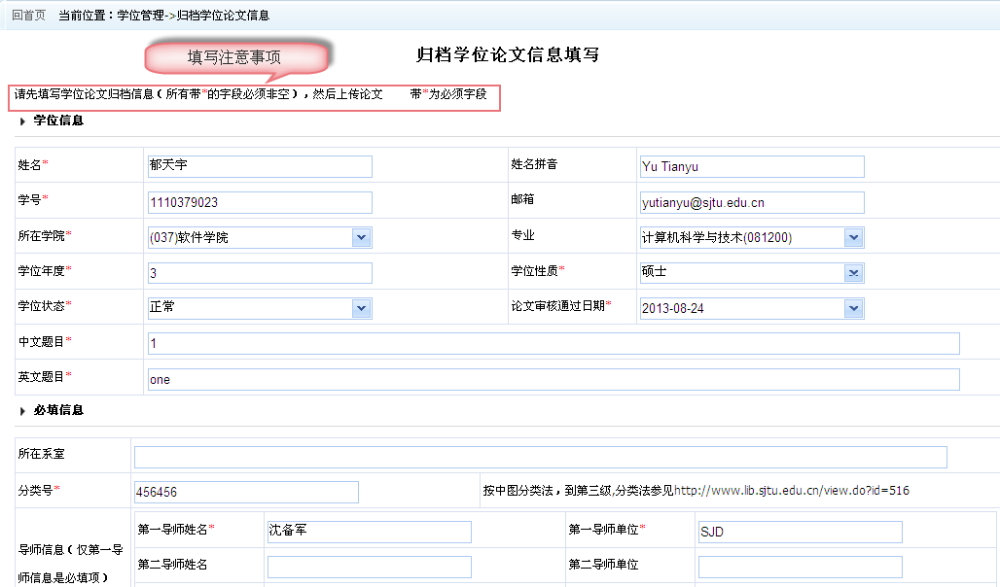 回首页 当前位置：学位管理->归档学位论文信息
填写注意事项
归档学位论文信息填写
请先填写学位论文归档信息（所有带*的字段必须非空），然后上传论文 带*为必须字段
学位信息
姓名* 郁天宇 姓名拼音 Yu Tianyu
学号* 1110379023 邮箱 yutianyu@sjtu.edu.cn
所在学院* (037)软件学院 专业 计算机科学与技术(081200)
学位年度* 3 学位性质* 硕士
学位状态* 正常 论文审核通过日期* 2013-08-24
中文题目* 1
英文题目* one
必填信息
所在系室
分类号* 456456 按中图分类法，到第三级,分类法参见http://www.lib.sjtu.edu.cn/view.do?id=516
第一导师姓名* 沈备军 第一导师单位* SJD
导师信息（仅第一导
第二导师姓名 第二导师单位
师信息是必填项）